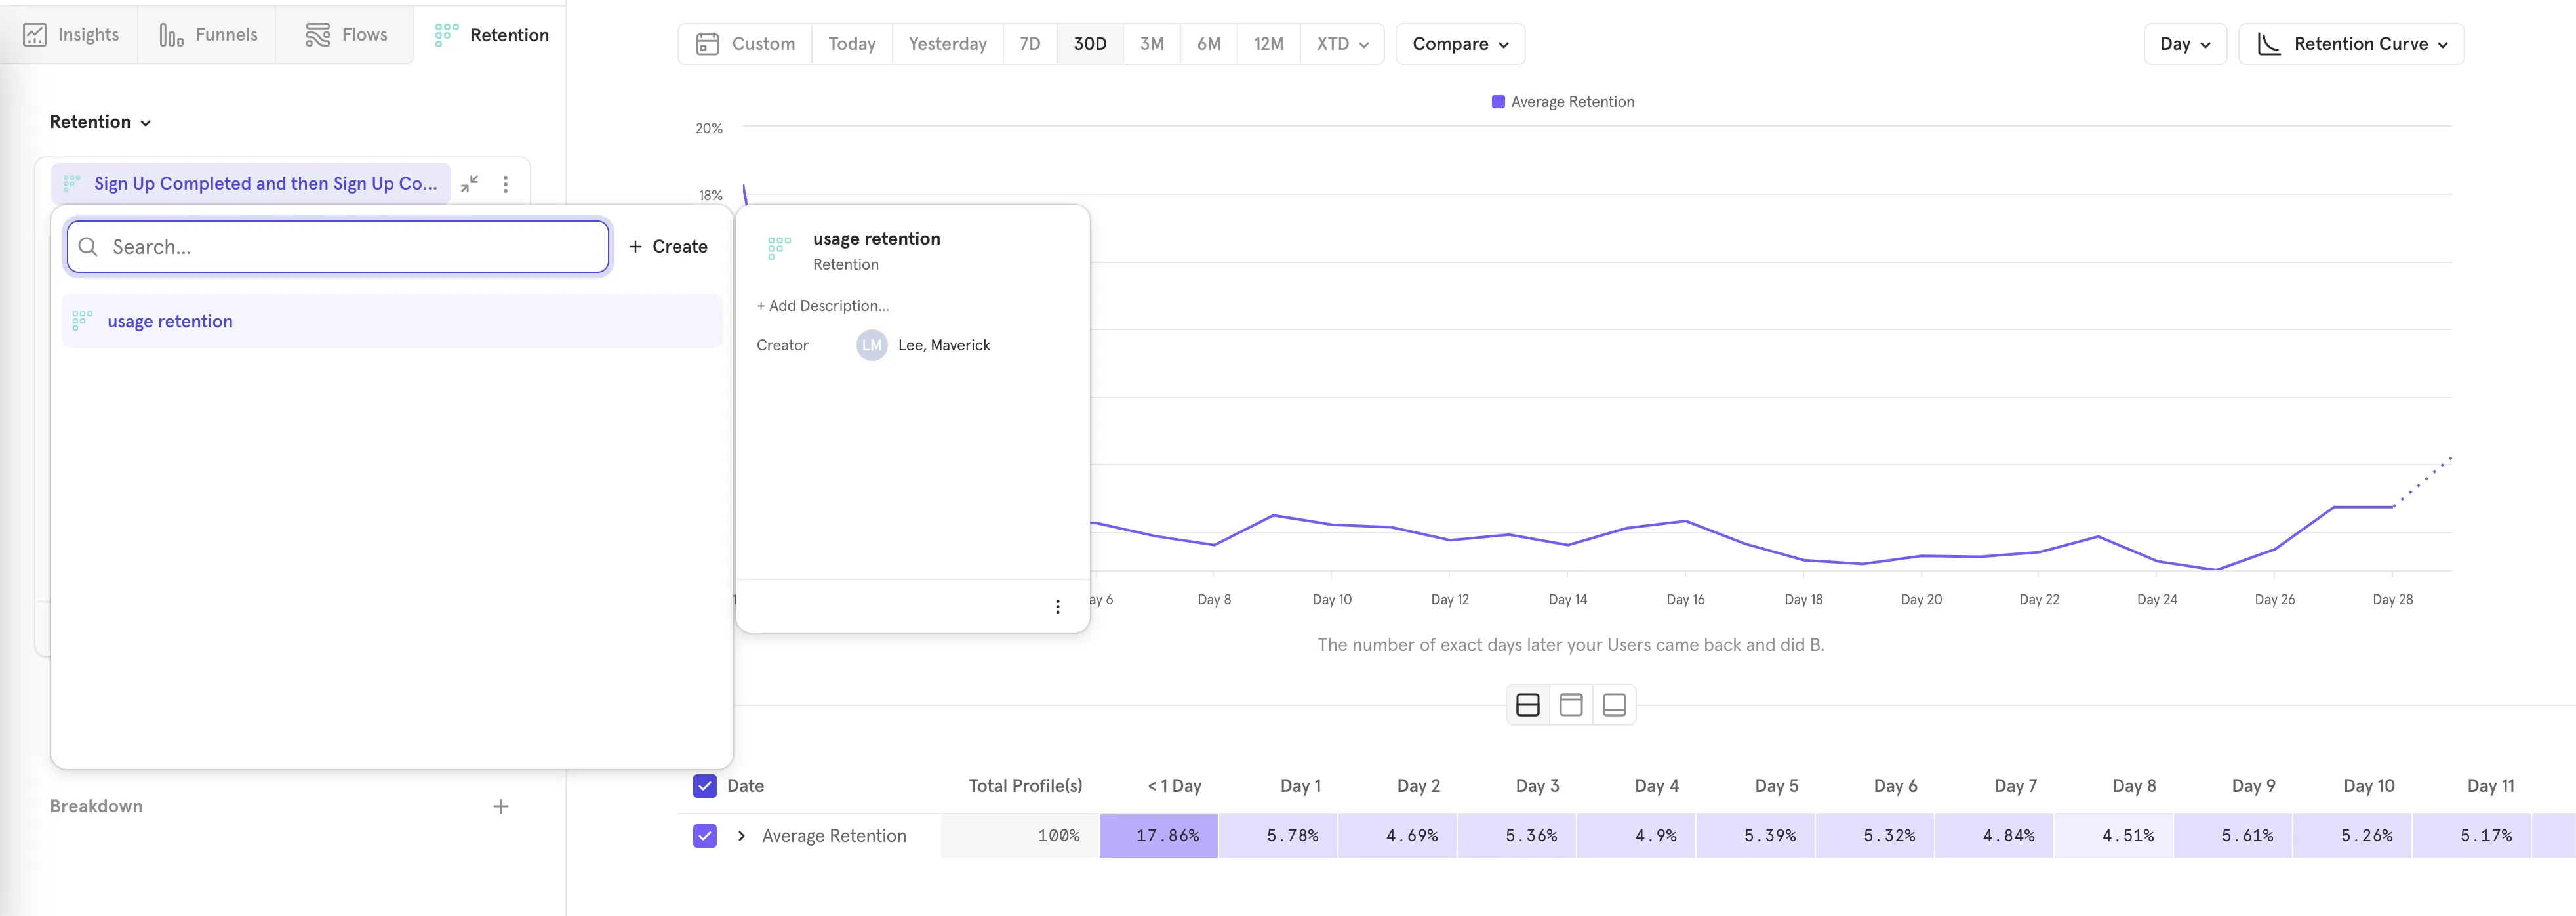 Insights
Funnels
Flows
Retention
Custom
Today
Yesterday
7D
30D
3M
6M
12M
XTD
Compare
Day
Retention Curve
Retention
Sign Up Completed and then Sign Up Co...
Search...
+ Create
usage retention
usage retention
Retention
+ Add Description...
Creator
LM
Lee, Maverick
Average Retention
20%
18%
ay 6
Day 8
Day 10
Day 12
Day 14
Day 16
Day 18
Day 20
Day 22
Day 24
Day 26
Day 28
The number of exact days later your Users came back and did B.
Breakdown
Date Total Profile(s) < 1 Day Day 1 Day 2 Day 3 Day 4 Day 5 Day 6 Day 7 Day 8 Day 9 Day 10 Day 11
Average Retention 100% 17.86% 5.78% 4.69% 5.36% 4.9% 5.39% 5.32% 4.84% 4.51% 5.61% 5.26% 5.17%